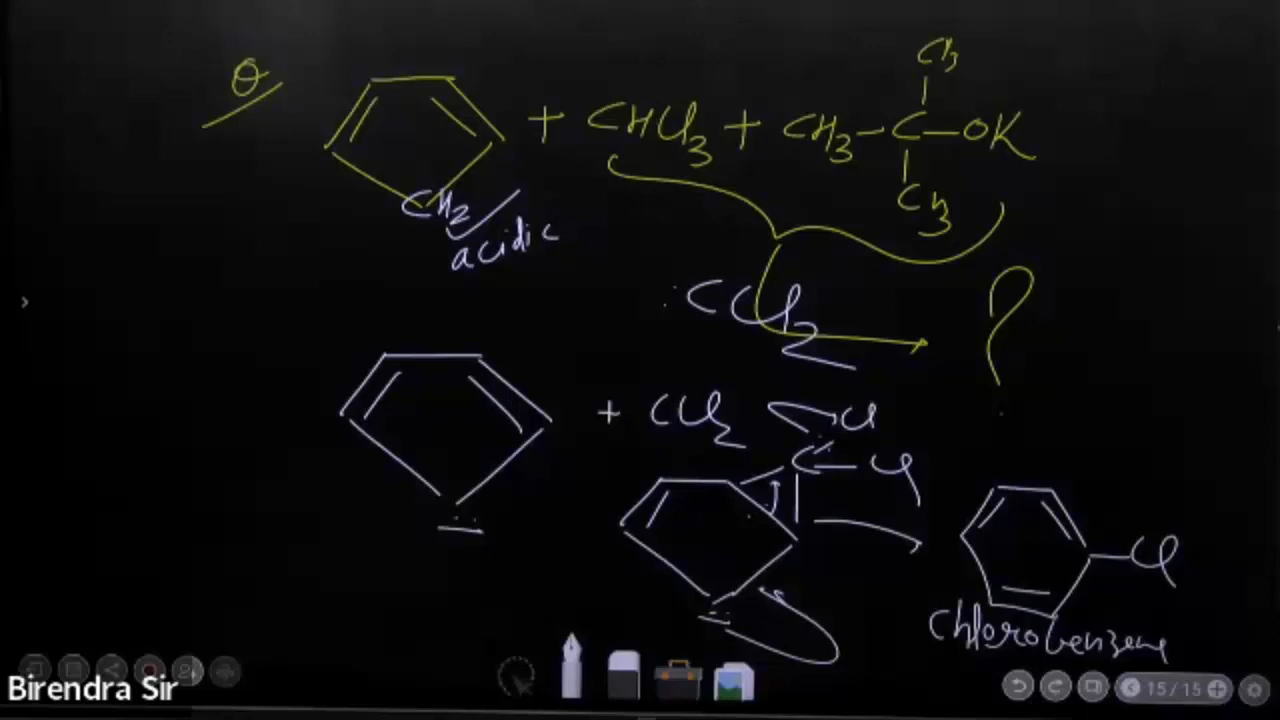 Q
CH3
+ CHCl3 + CH3-C-OK
CH3
CH2
acidic
:CCl2
?
+ CCl2
Cl
C-Cl
Cl
chlorobenzene
Birendra Sir
15/15